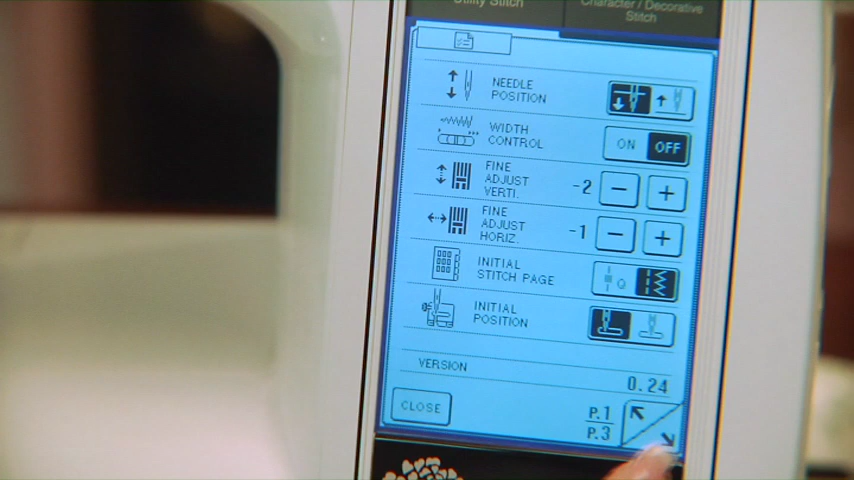 Utility Stitch
Character / Decorative
Stitch
NEEDLE
POSITION
WIDTH
CONTROL
ON OFF
FINE
ADJUST
VERTI.
-2 − +
FINE
ADJUST
HORIZ.
-1 − +
INITIAL
STITCH PAGE
Q
INITIAL
POSITION
VERSION
0.24
CLOSE
P.1
P.3